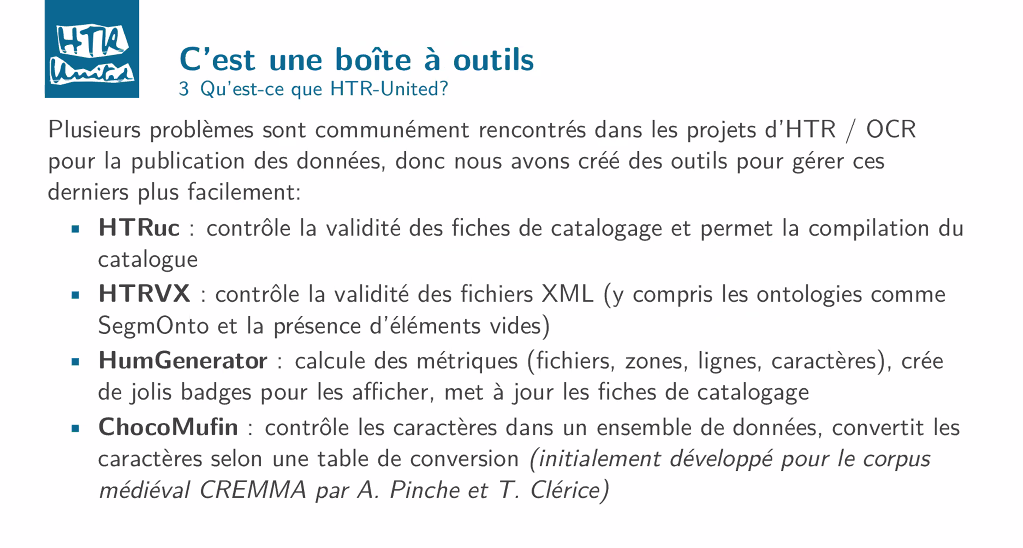 HTR
United
C'est une boîte à outils
3 Qu'est-ce que HTR-United?
Plusieurs problèmes sont communément rencontrés dans les projets d'HTR / OCR
pour la publication des données, donc nous avons créé des outils pour gérer ces
derniers plus facilement:
▪ HTRuc : contrôle la validité des fiches de catalogage et permet la compilation du
catalogue
▪ HTRVX : contrôle la validité des fichiers XML (y compris les ontologies comme
SegmOnto et la présence d'éléments vides)
▪ HumGenerator : calcule des métriques (fichiers, zones, lignes, caractères), crée
de jolis badges pour les afficher, met à jour les fiches de catalogage
▪ ChocoMufin : contrôle les caractères dans un ensemble de données, convertit les
caractères selon une table de conversion (initialement développé pour le corpus
médiéval CREMMA par A. Pinche et T. Clérice)